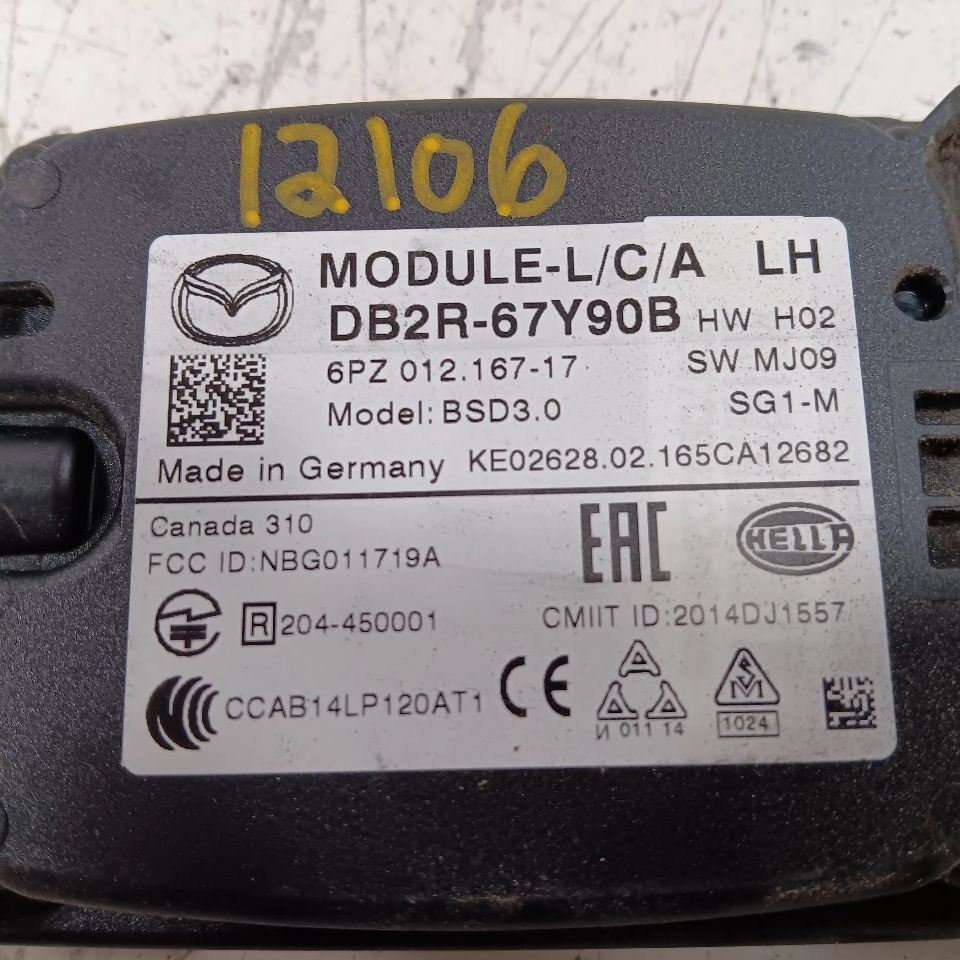 12106
MODULE-L/C/A LH
DB2R-67Y90B HW H02
6PZ 012.167-17 SW MJ09
Model: BSD3.0 SG1-M
Made in Germany KE02628.02.165CA12682
Canada 310
FCC ID: NBG011719A
EAC
HELLA
R 204-450001
CMIIT ID: 2014DJ1557
CCAB14LP120AT1
CE
A
A A
И 011 14
SM
1024